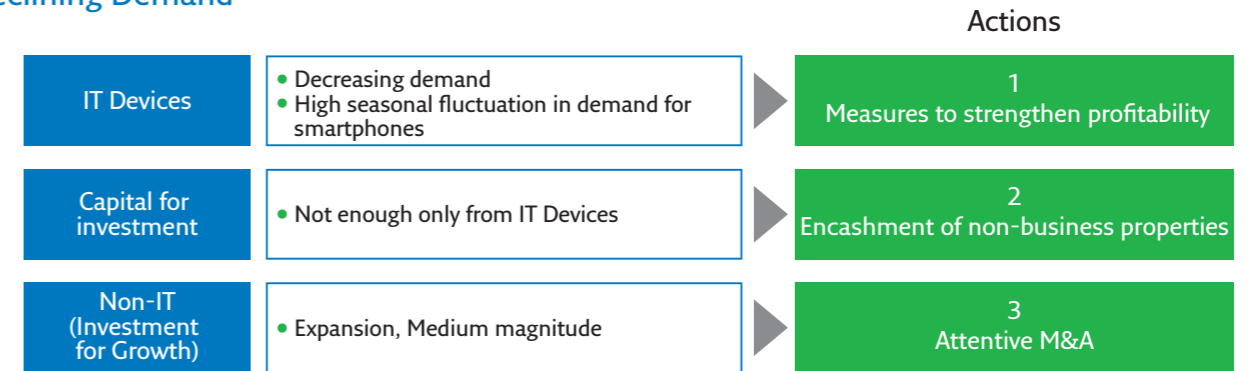 Demand
Actions
IT Devices
• Decreasing demand
• High seasonal fluctuation in demand for
smartphones
1
Measures to strengthen profitability
Capital for
investment
• Not enough only from IT Devices
2
Encashment of non-business properties
Non-IT
(Investment
for Growth)
• Expansion, Medium magnitude
3
Attentive M&A